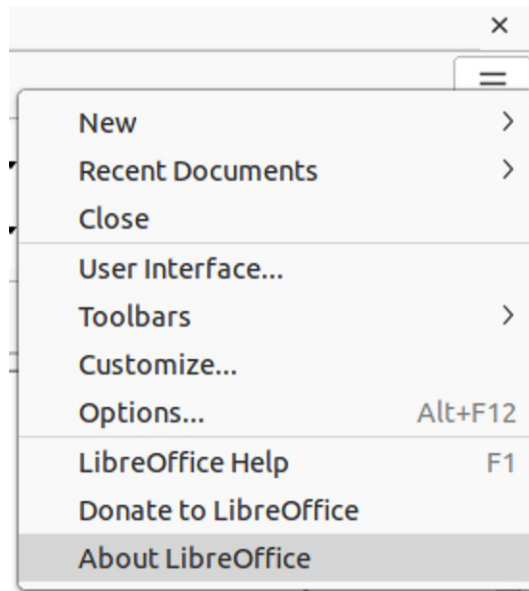 New
Recent Documents
Close
User Interface...
Toolbars
Customize...
Options... Alt+F12
LibreOffice Help F1
Donate to LibreOffice
About LibreOffice